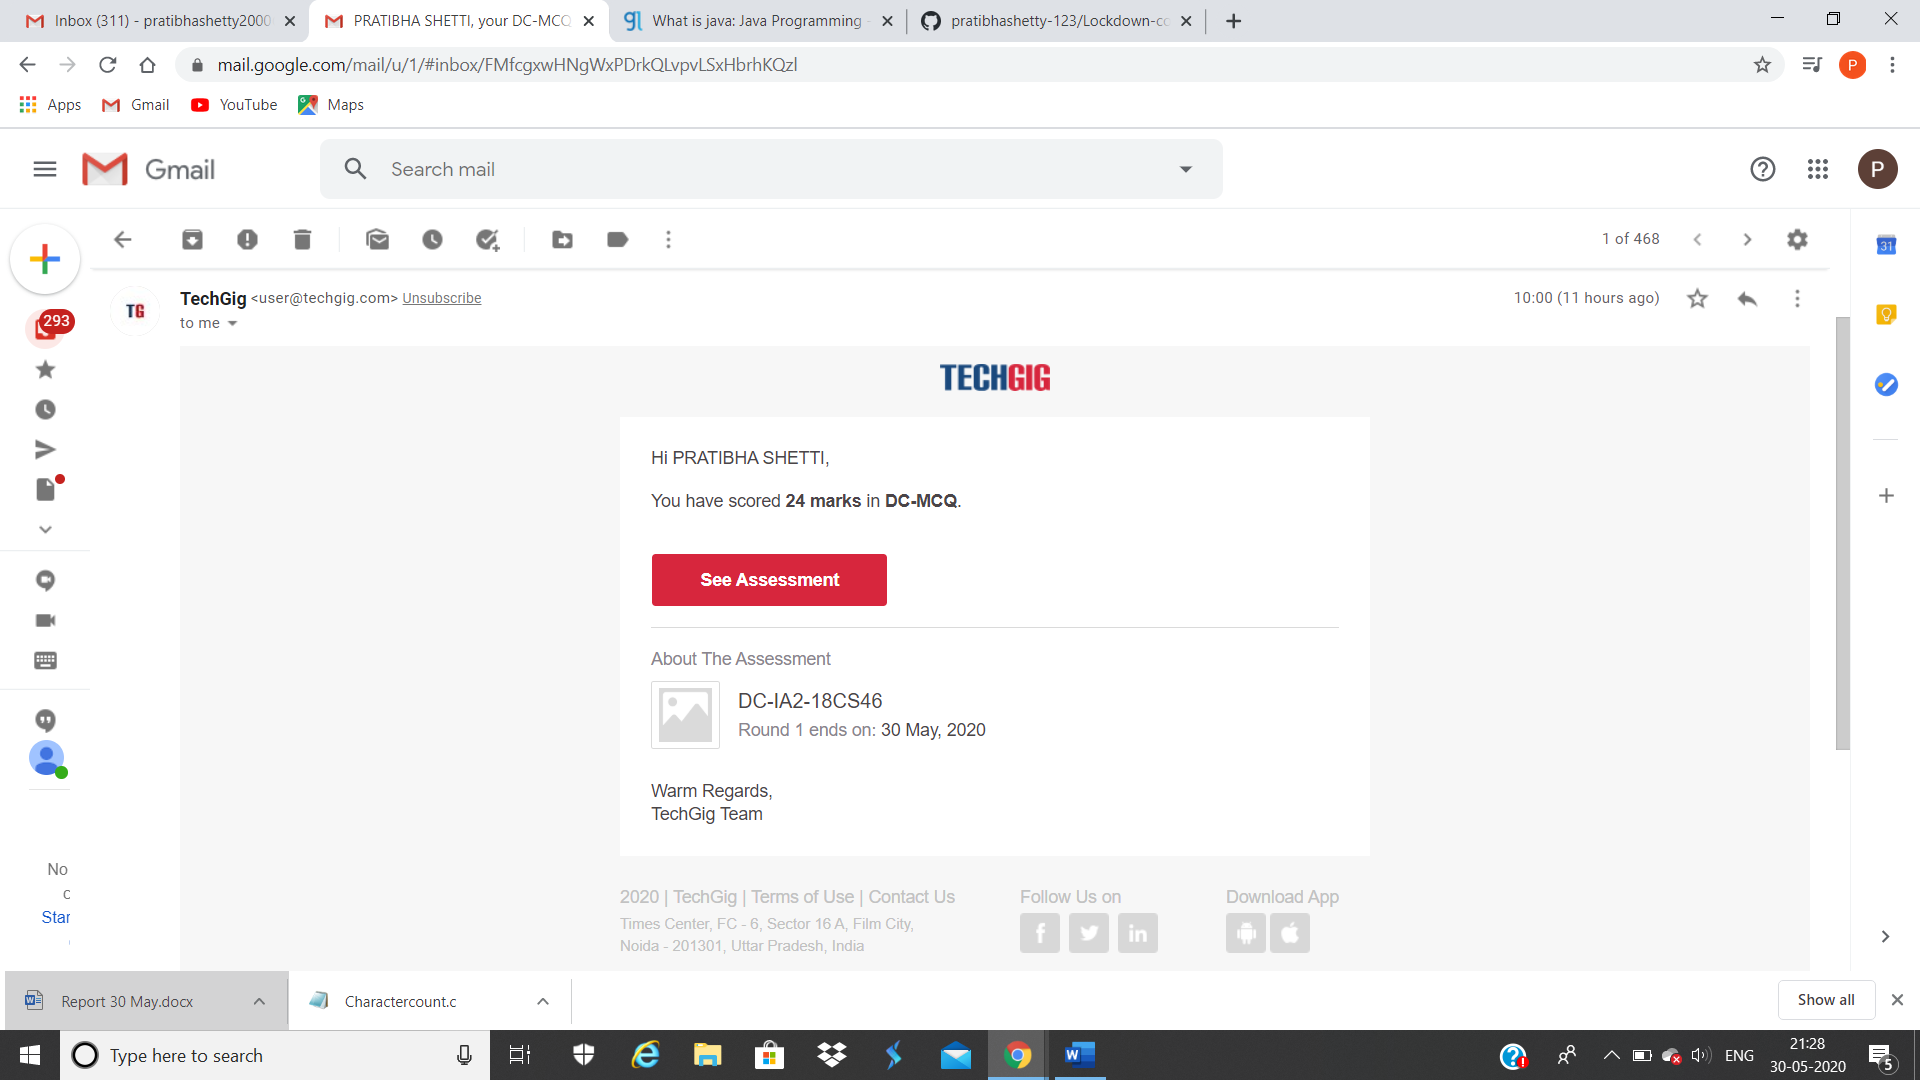 Inbox (311) - pratibhashetty2000
PRATIBHA SHETTI, your DC-MCQ
What is java: Java Programming -
pratibhashetty-123/Lockdown-co
mail.google.com/mail/u/1/#inbox/FMfcgxwHNgWxPDrkQLvpvLSxHbrhKQzl
P
Apps
Gmail
YouTube
Maps
Gmail
Search mail
P
1 of 468
31
TG
TechGig <user@techgig.com> Unsubscribe
10:00 (11 hours ago)
to me
293
TECHGIG
Hi PRATIBHA SHETTI,
You have scored 24 marks in DC-MCQ.
See Assessment
About The Assessment
DC-IA2-18CS46
Round 1 ends on: 30 May, 2020
Warm Regards,
TechGig Team
No
c
Star
2020 | TechGig | Terms of Use | Contact Us
Follow Us on
Download App
Times Center, FC - 6, Sector 16 A, Film City,
Noida - 201301, Uttar Pradesh, India
Report 30 May.docx
Charactercount.c
Show all
Type here to search
ENG
21:28
30-05-2020
5